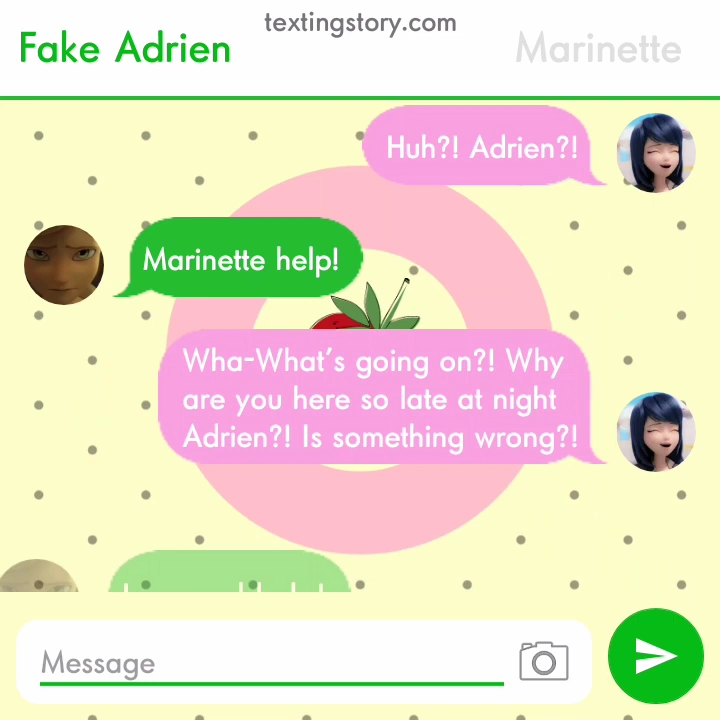 textingstory.com
Fake Adrien
Marinette
Huh?! Adrien?!
Marinette help!
Wha-What's going on?! Why
are you here so late at night
Adrien?! Is something wrong?!
Message